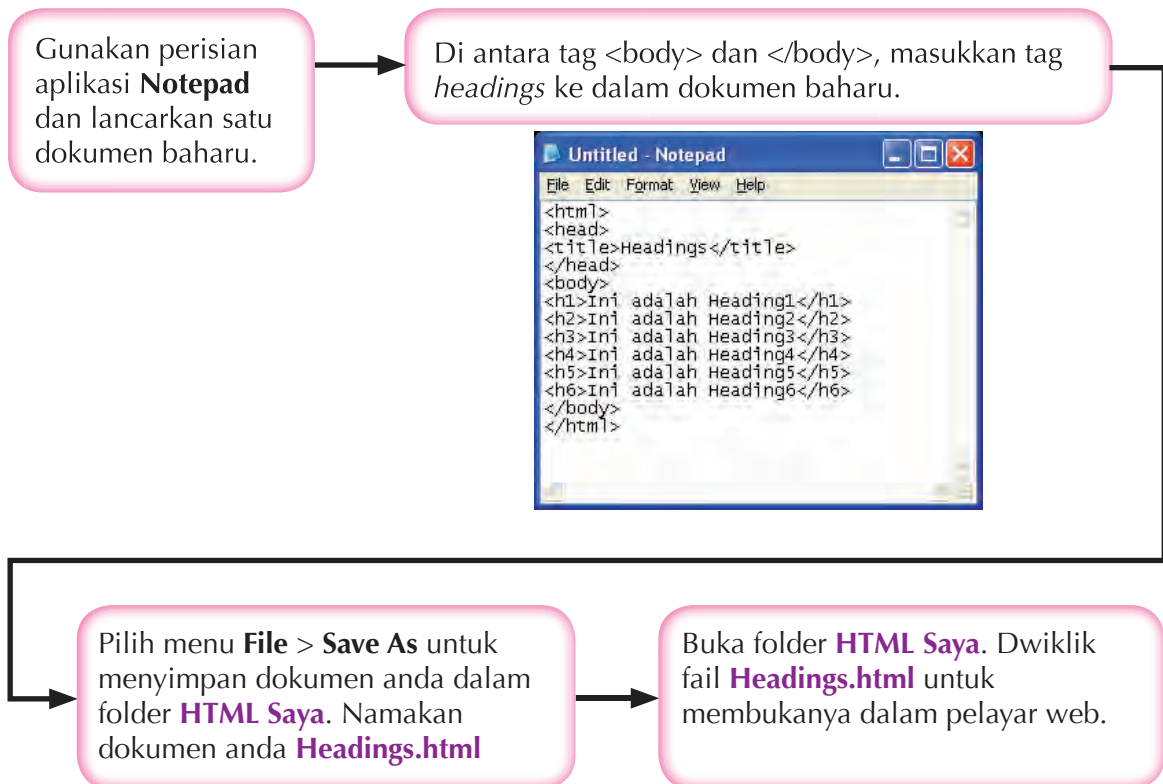 Gunakan perisian
aplikasi Notepad
dan lancarkan satu
dokumen baharu.
Di antara tag <body> dan </body>, masukkan tag
headings ke dalam dokumen baharu.
Untitled - Notepad
File Edit Format View Help
<html>
<head>
<title>Headings</title>
</head>
<body>
<h1>Ini adalah Heading1</h1>
<h2>Ini adalah Heading2</h2>
<h3>Ini adalah Heading3</h3>
<h4>Ini adalah Heading4</h4>
<h5>Ini adalah Heading5</h5>
<h6>Ini adalah Heading6</h6>
</body>
</html>
Pilih menu File > Save As untuk
menyimpan dokumen anda dalam
folder HTML Saya. Namakan
dokumen anda Headings.html
Buka folder HTML Saya. Dwiklik
fail Headings.html untuk
membukanya dalam pelayar web.